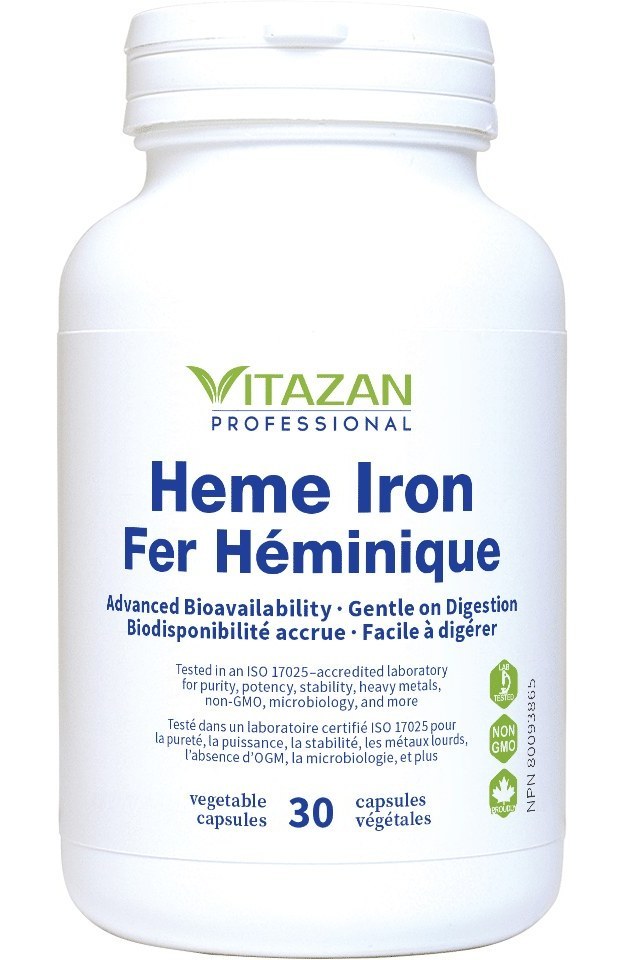 VITAZAN
PROFESSIONAL
Heme Iron
Fer Héminique
Advanced Bioavailability · Gentle on Digestion
Biodisponibilité accrue · Facile à digérer
Tested in an ISO 17025–accredited laboratory
for purity, potency, stability, heavy metals,
non-GMO, microbiology, and more
Testé dans un laboratoire certifié ISO 17025 pour
la pureté, la puissance, la stabilité, les métaux lourds,
l’absence d’OGM, la microbiologie, et plus
vegetable
capsules
30
capsules
végétales
LAB
TESTED
NON
GMO
PROUDLY
NPN 80093865